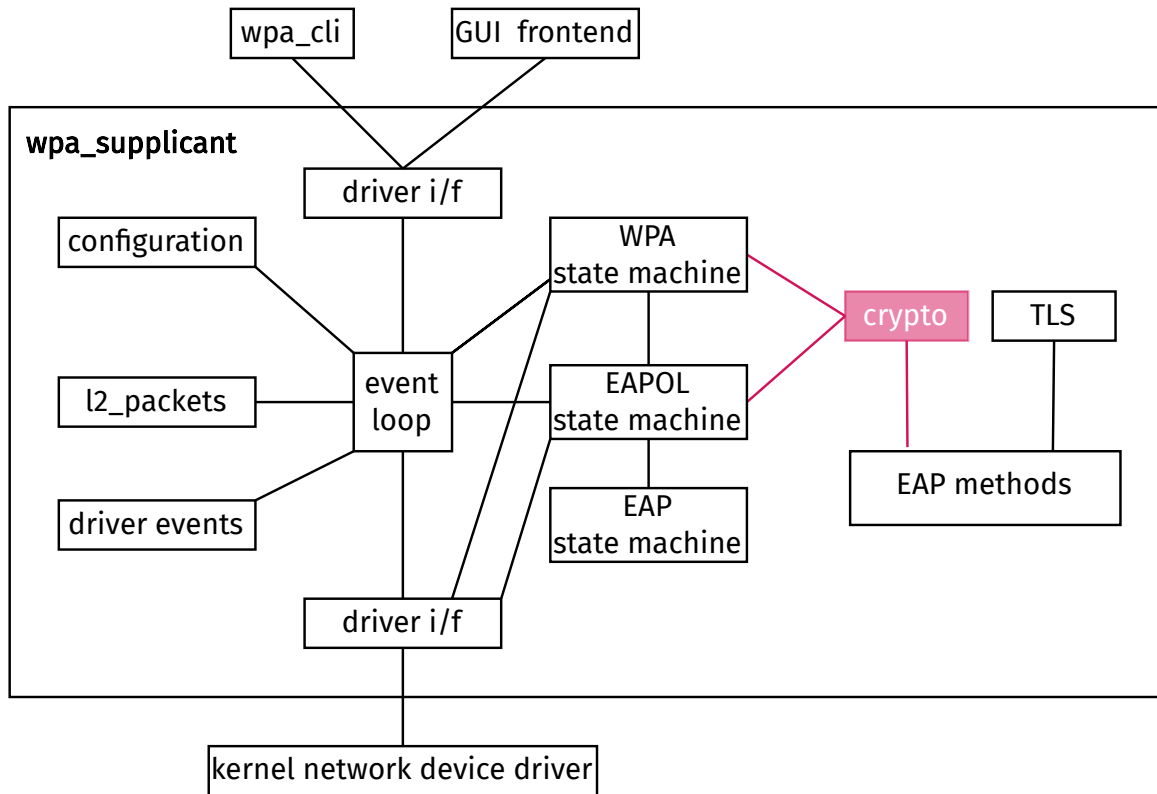 wpa_cli
GUI frontend
wpa_supplicant
driver i/f
configuration
WPA
state machine
crypto
TLS
event
loop
l2_packets
EAPOL
state machine
EAP methods
driver events
EAP
state machine
driver i/f
kernel network device driver